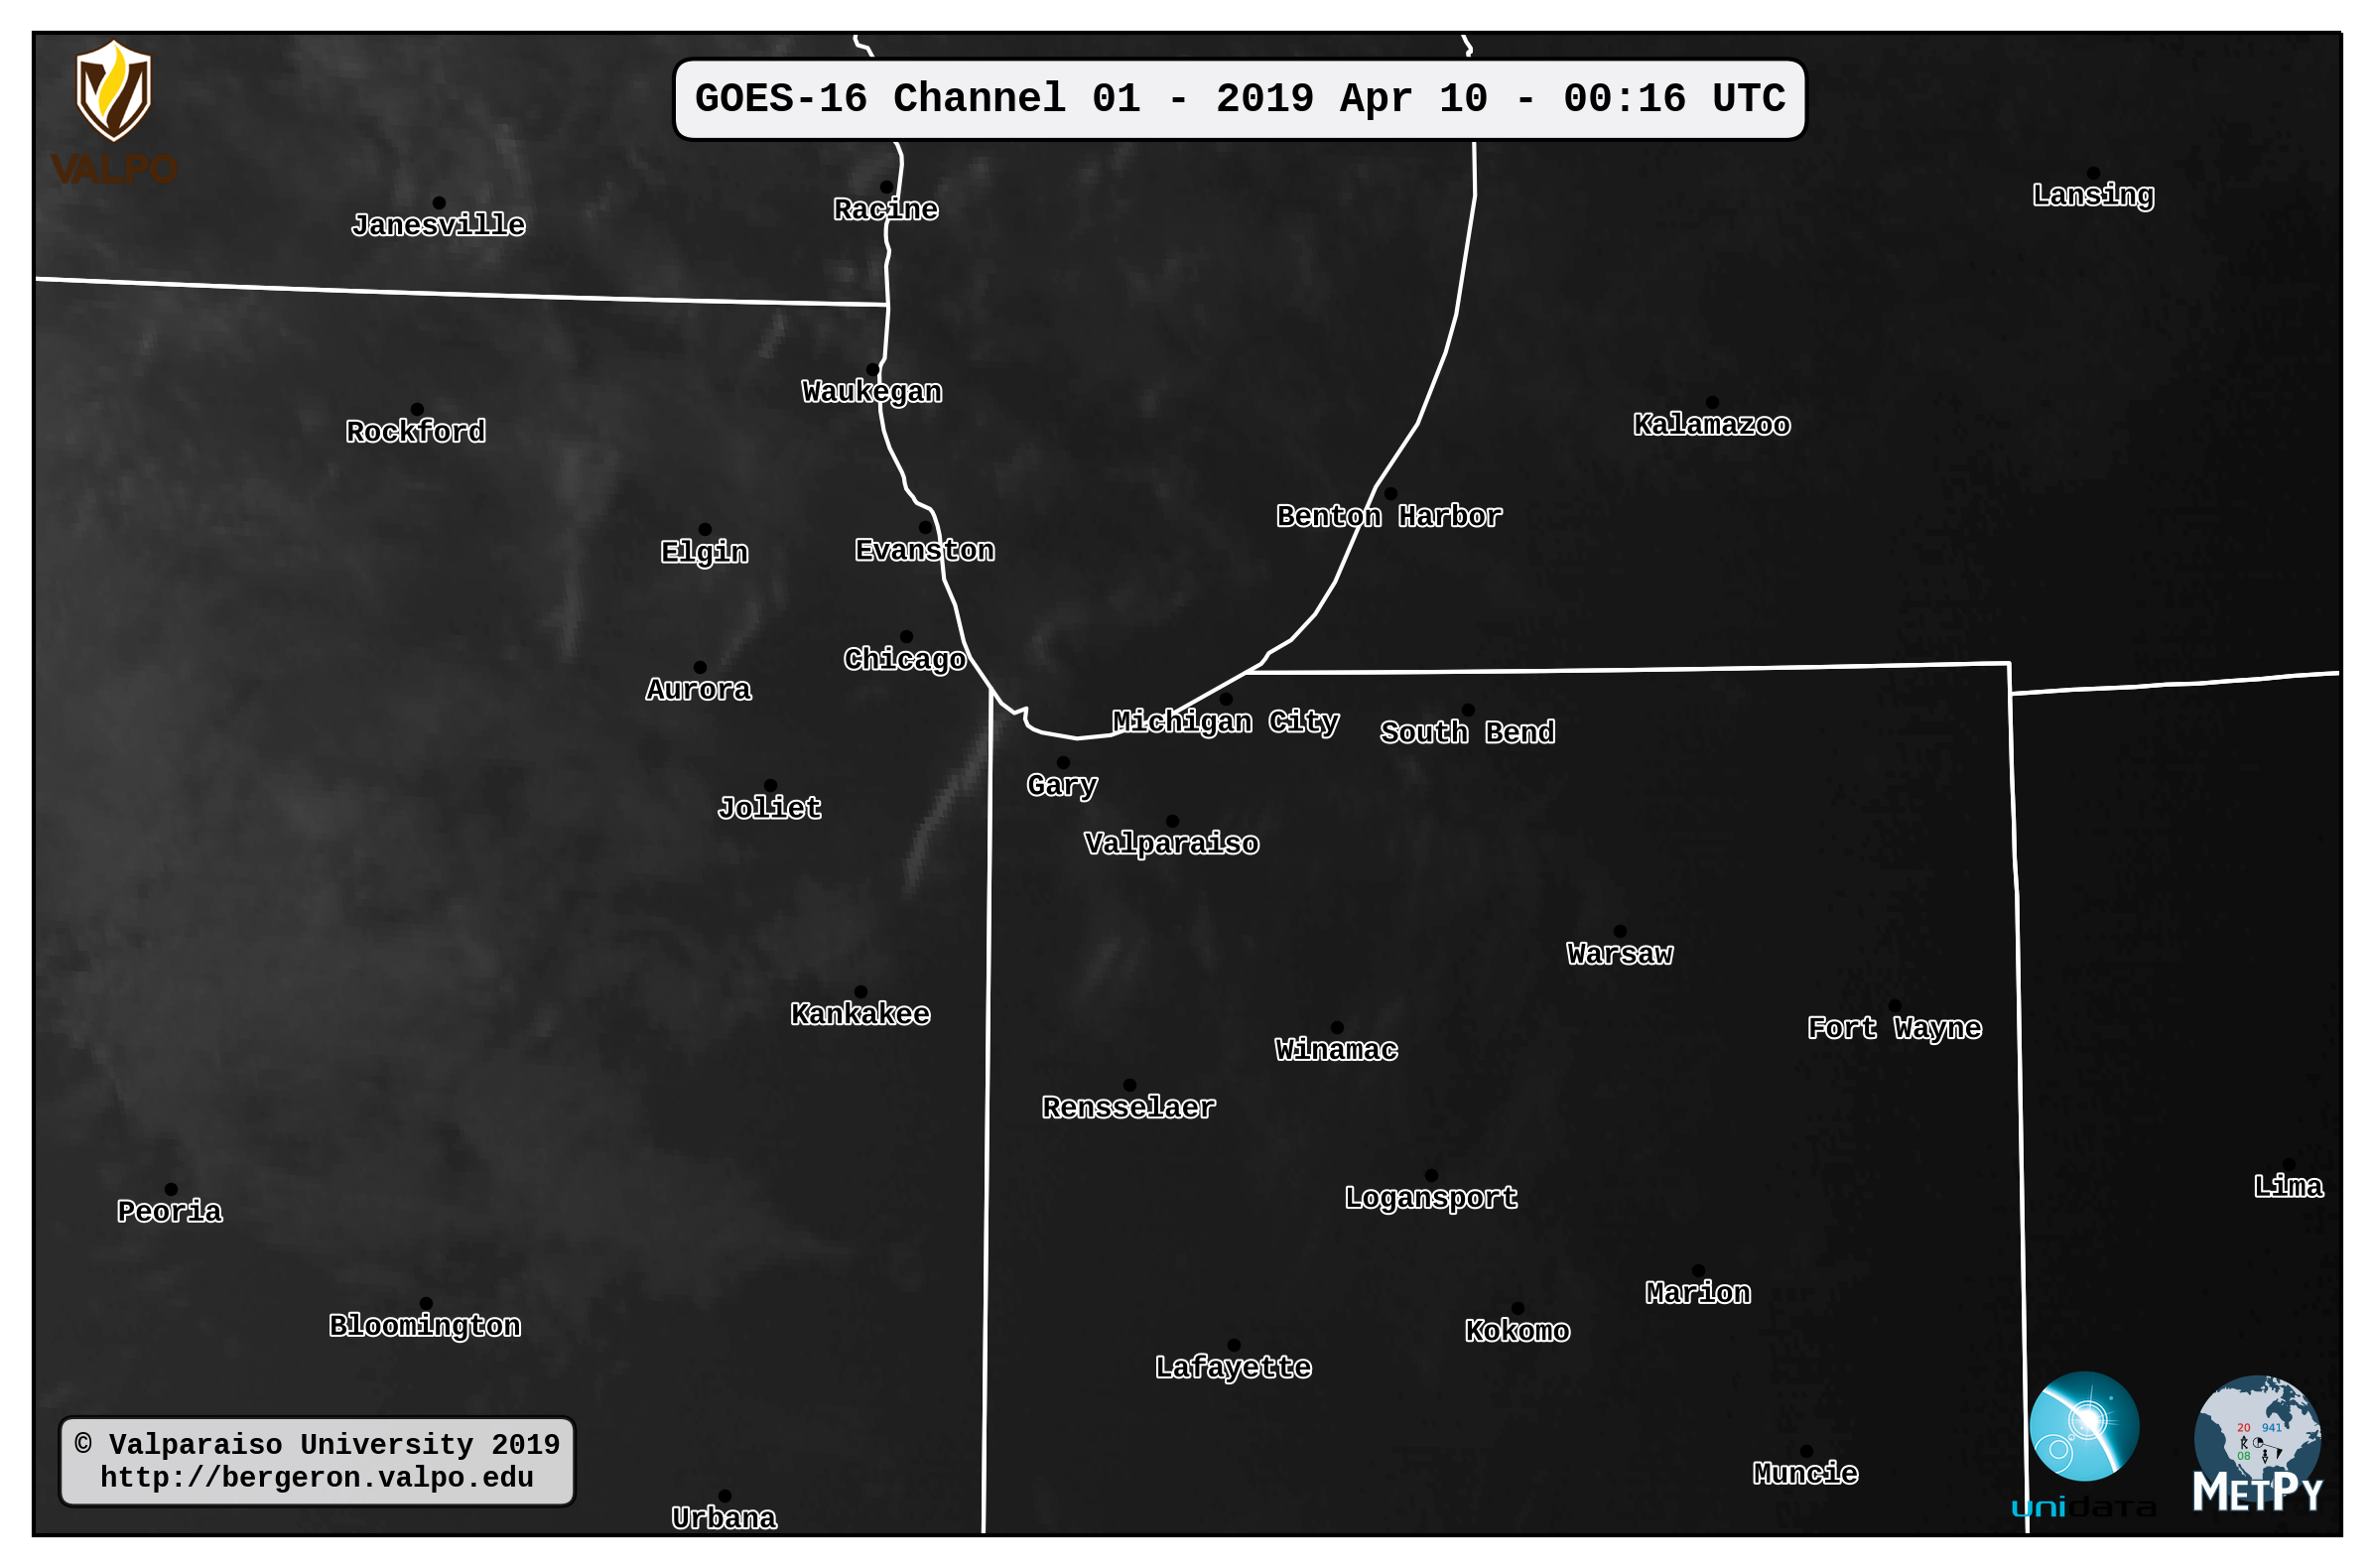 GOES-16 Channel 01 - 2019 Apr 10 - 00:16 UTC
VALPO
Lansing
Racine
Janesville
Waukegan
Kalamazoo
Rockford
Benton Harbor
Elgin
Evanston
Chicago
Aurora
Michigan City
South Bend
Gary
Joliet
Valparaiso
Warsaw
Kankakee
Fort Wayne
Winamac
Rensselaer
Lima
Logansport
Peoria
Marion
Bloomington
Kokomo
Lafayette
20 941
K
08
© Valparaiso University 2019
http://bergeron.valpo.edu
Muncie
METPY
unidata
Urbana